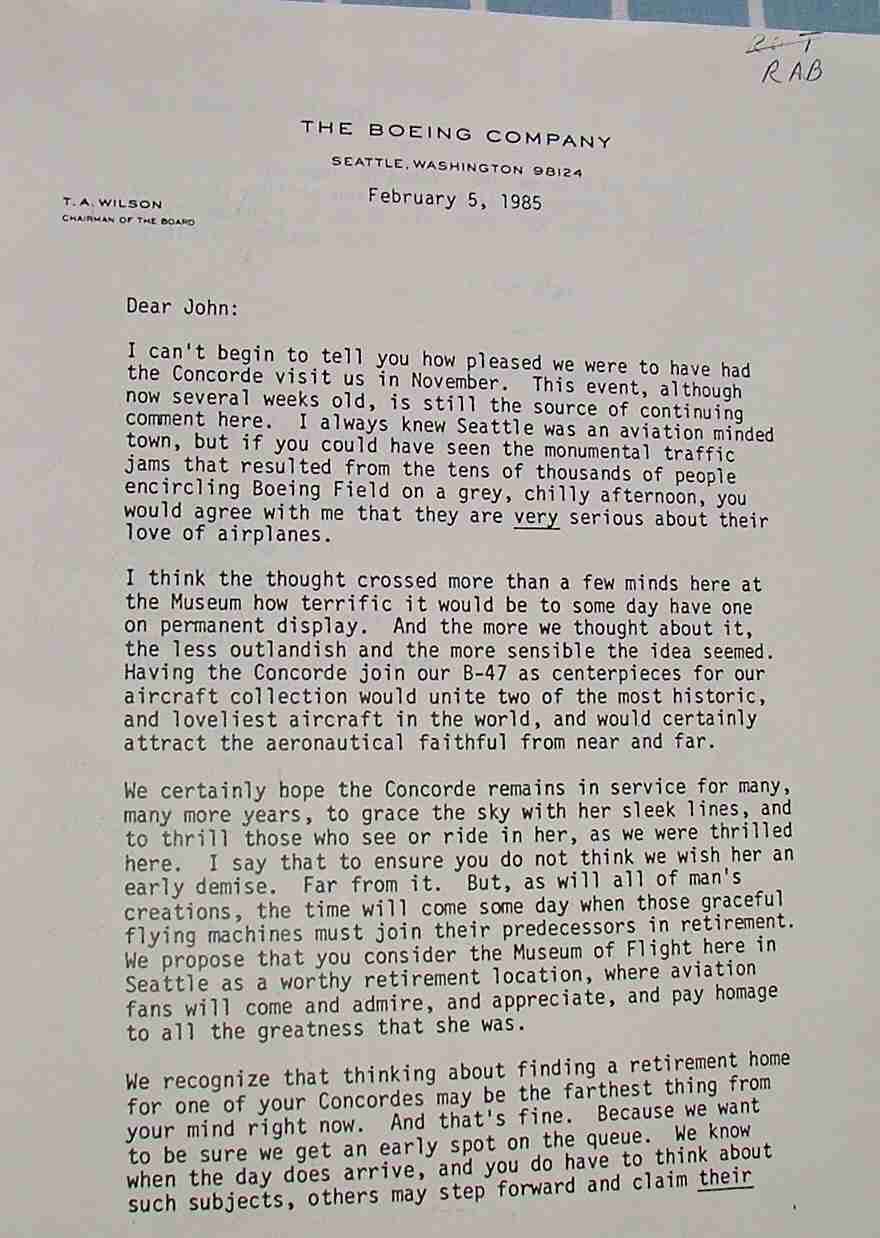 RAB
THE BOEING COMPANY
SEATTLE, WASHINGTON 98124
T. A. WILSON
CHAIRMAN OF THE BOARD
February 5, 1985
Dear John:
I can't begin to tell you how pleased we were to have had
the Concorde visit us in November. This event, although
now several weeks old, is still the source of continuing
comment here. I always knew Seattle was an aviation minded
town, but if you could have seen the monumental traffic
jams that resulted from the tens of thousands of people
encircling Boeing Field on a grey, chilly afternoon, you
would agree with me that they are very serious about their
love of airplanes.
I think the thought crossed more than a few minds here at
the Museum how terrific it would be to some day have one
on permanent display. And the more we thought about it,
the less outlandish and the more sensible the idea seemed.
Having the Concorde join our B-47 as centerpieces for our
aircraft collection would unite two of the most historic,
and loveliest aircraft in the world, and would certainly
attract the aeronautical faithful from near and far.
We certainly hope the Concorde remains in service for many,
many more years, to grace the sky with her sleek lines, and
to thrill those who see or ride in her, as we were thrilled
here. I say that to ensure you do not think we wish her an
early demise. Far from it. But, as will all of man's
creations, the time will come some day when those graceful
flying machines must join their predecessors in retirement.
We propose that you consider the Museum of Flight here in
Seattle as a worthy retirement location, where aviation
fans will come and admire, and appreciate, and pay homage
to all the greatness that she was.
We recognize that thinking about finding a retirement home
for one of your Concordes may be the farthest thing from
your mind right now. And that's fine. Because we want
to be sure we get an early spot on the queue. We know
when the day does arrive, and you do have to think about
such subjects, others may step forward and claim their